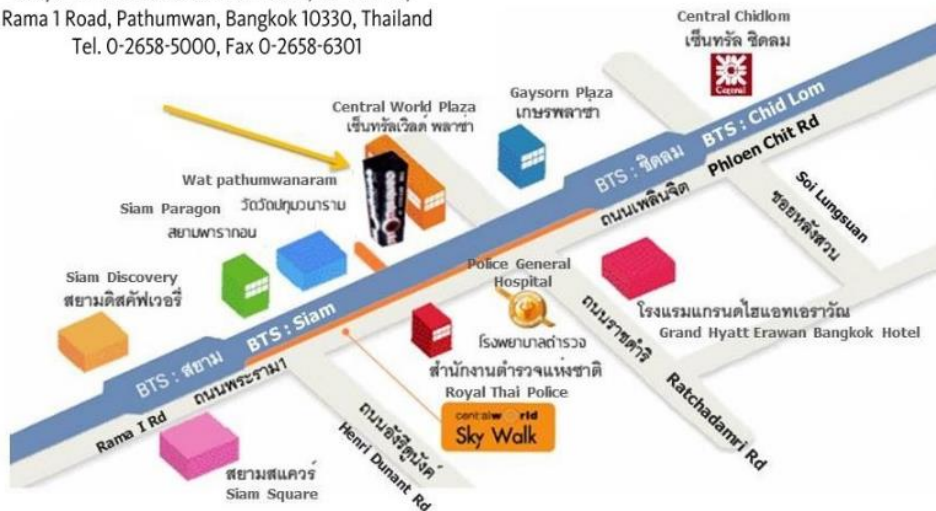 Rama 1 Road, Pathumwan, Bangkok 10330, Thailand
Tel. 0-2658-5000, Fax 0-2658-6301
Central Chidlom
เซ็นทรัล ชิดลม
Central
Gaysorn Plaza
เกษรพลาซ่า
Central World Plaza
เซ็นทรัลเวิลด์ พลาซ่า
BTS : ชิดลม
BTS : Chid Lom
Phloen Chit Rd
ถนนเพลินจิต
Soi Lungsuan
ซอยหลังสวน
Wat pathumwanaram
วัดวัดปทุมวนาราม
Siam Paragon
สยามพารากอน
Siam Discovery
สยามดิสคัฟเวอรี่
Police General
Hospital
โรงพยาบาลตำรวจ
โรงแรมแกรนด์ไฮแอทเอราวัณ
Grand Hyatt Erawan Bangkok Hotel
ถนนราชดำริ
Ratchadamri Rd
สำนักงานตำรวจแห่งชาติ
Royal Thai Police
BTS : สยาม
BTS : Siam
Rama I Rd
ถนนพระราม1
centralworld
Sky Walk
ถนนอังรีดูนังต์
Henri Dunant Rd
สยามสแควร์
Siam Square